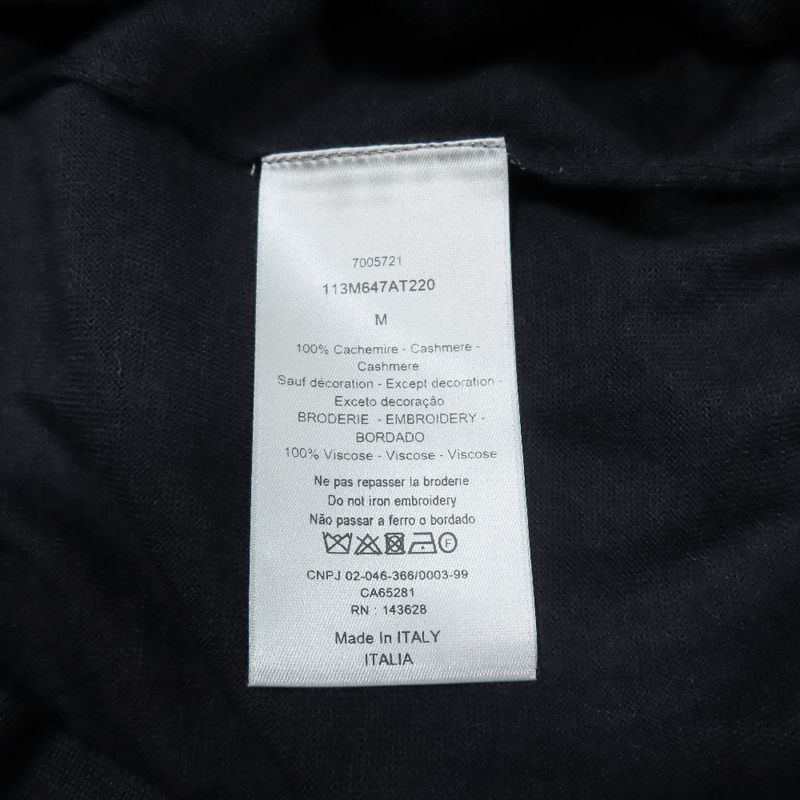 7005721
113M647AT220
M
100% Cachemire - Cashmere -
Cashmere
Sauf décoration - Except decoration -
Exceto decoração
BRODERIE - EMBROIDERY -
BORDADO
100% Viscose - Viscose - Viscose
Ne pas repasser la broderie
Do not iron embroidery
Não passar a ferro o bordado
F
CNPJ 02-046-366/0003-99
CA65281
RN : 143628
Made In ITALY
ITALIA